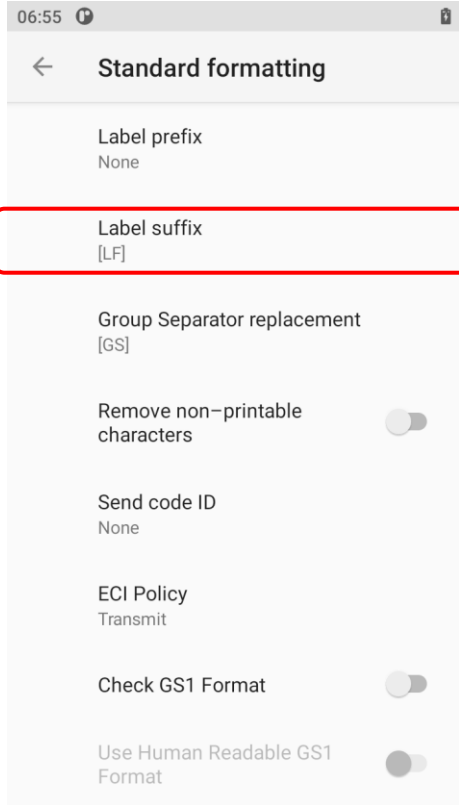 06:55
Standard formatting
Label prefix
None
Label suffix
[LF]
Group Separator replacement
[GS]
Remove non–printable
characters
Send code ID
None
ECI Policy
Transmit
Check GS1 Format
Use Human Readable GS1
Format